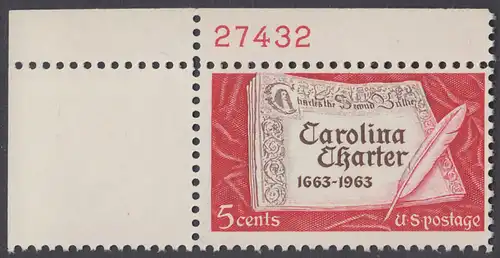 27432
Charles the Second By the
Carolina
Charter
1663-1963
5 cents U·S·postage